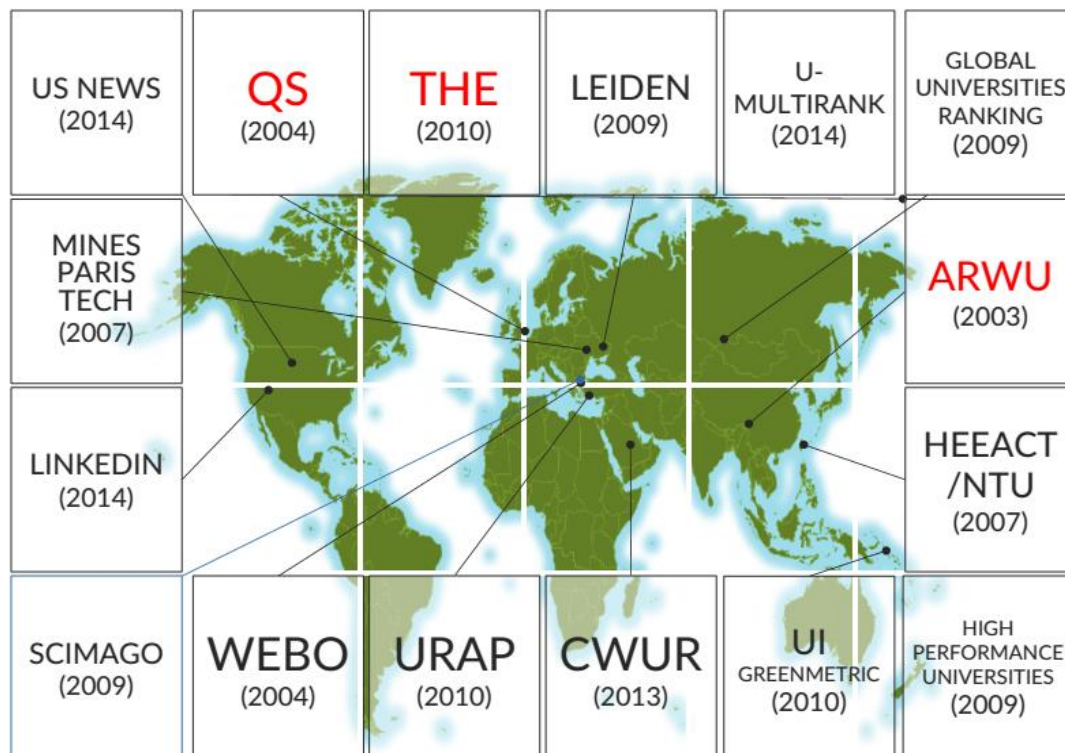 US NEWS
(2014)
QS
(2004)
THE
(2010)
LEIDEN
(2009)
U-
MULTIRANK
(2014)
GLOBAL
UNIVERSITIES
RANKING
(2009)
MINES
PARIS
TECH
(2007)
ARWU
(2003)
LINKEDIN
(2014)
HEEACT
/NTU
(2007)
SCIMAGO
(2009)
WEBO
(2004)
URAP
(2010)
CWUR
(2013)
UI
GREENMETRIC
(2010)
HIGH
PERFORMANCE
UNIVERSITIES
(2009)